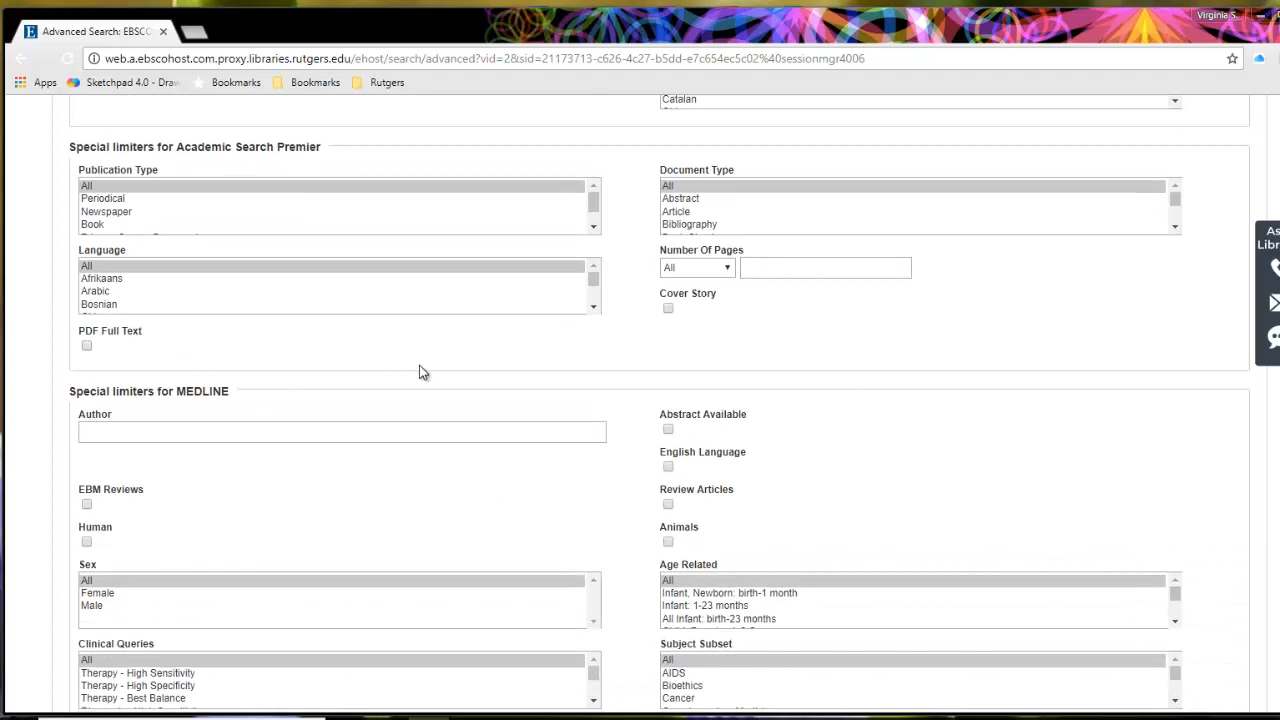 Virginia S.
Advanced Search: EBSCO
web.a.ebscohost.com.proxy.libraries.rutgers.edu/ehost/search/advanced?vid=2&sid=21173713-c626-4c27-b5dd-e7c654ec5c02%40sessionmgr4006
Apps Sketchpad 4.0 - Draw Bookmarks Bookmarks Rutgers
Catalan
Special limiters for Academic Search Premier
Publication Type
All
Periodical
Newspaper
Book
Document Type
All
Abstract
Article
Bibliography
Language
All
Afrikaans
Arabic
Bosnian
Number Of Pages
All
Cover Story
PDF Full Text
As
Libr
Special limiters for MEDLINE
Author
Abstract Available
English Language
EBM Reviews
Review Articles
Human
Animals
Sex
All
Female
Male
Age Related
All
Infant, Newborn: birth-1 month
Infant: 1-23 months
All Infant: birth-23 months
Clinical Queries
All
Therapy - High Sensitivity
Therapy - High Specificity
Therapy - Best Balance
Subject Subset
All
AIDS
Bioethics
Cancer